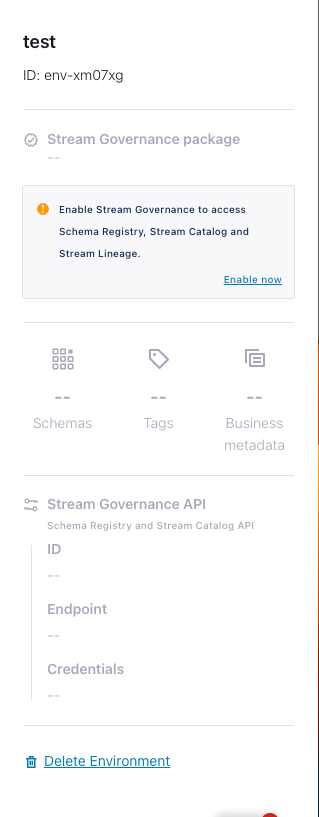 test
ID: env-xm07xg
Stream Governance package
--
Enable Stream Governance to access
Schema Registry, Stream Catalog and
Stream Lineage.
Enable now
-- -- --
Schemas Tags Business
metadata
Stream Governance API
Schema Registry and Stream Catalog API
ID
--
Endpoint
--
Credentials
--
Delete Environment